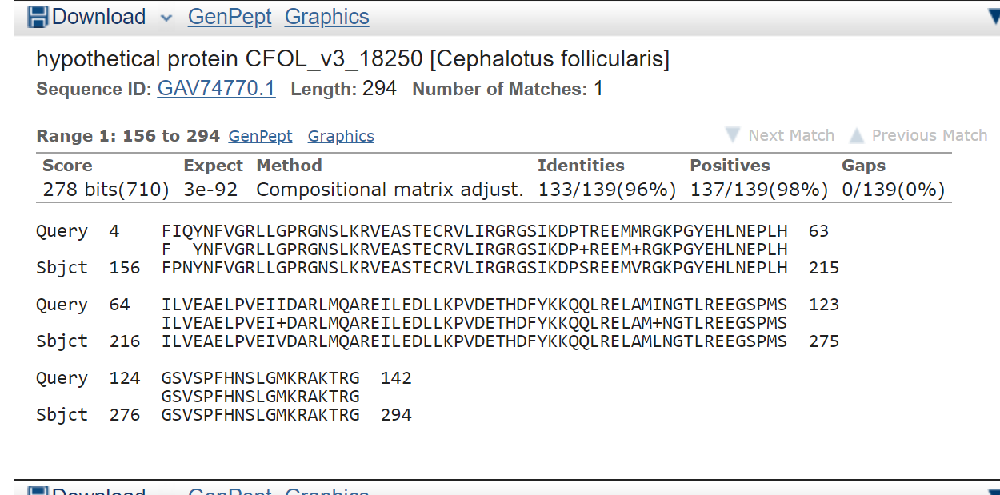 Download GenPept Graphics
hypothetical protein CFOL_v3_18250 [Cephalotus follicularis]
Sequence ID: GAV74770.1 Length: 294 Number of Matches: 1
Range 1: 156 to 294 GenPept Graphics Next Match Previous Match
Score Expect Method Identities Positives Gaps
278 bits(710) 3e-92 Compositional matrix adjust. 133/139(96%) 137/139(98%) 0/139(0%)
Query 4 FIQYNFVGRLLGPRGNSLKRVEASTECRVLIRGRGSIKDPTREEMMRGKPGYEHLNEPLH 63
F  YNFVGRLLGPRGNSLKRVEASTECRVLIRGRGSIKDP+REEM+RGKPGYEHLNEPLH
Sbjct 156 FPNYNFVGRLLGPRGNSLKRVEASTECRVLIRGRGSIKDPSREEMVRGKPGYEHLNEPLH 215
Query 64 ILVEAELPVEIIDARLMQAREILEDLLKPVDETHDFYKKQQLRELAMINGTLREEGSPMS 123
ILVEAELPVEI+DARLMQAREILEDLLKPVDETHDFYKKQQLRELAM+NGTLREEGSPMS
Sbjct 216 ILVEAELPVEIVDARLMQAREILEDLLKPVDETHDFYKKQQLRELAMLNGTLREEGSPMS 275
Query 124 GSVSPFHNSLGMKRAKTRG 142
GSVSPFHNSLGMKRAKTRG
Sbjct 276 GSVSPFHNSLGMKRAKTRG 294
Download GenPept Graphics